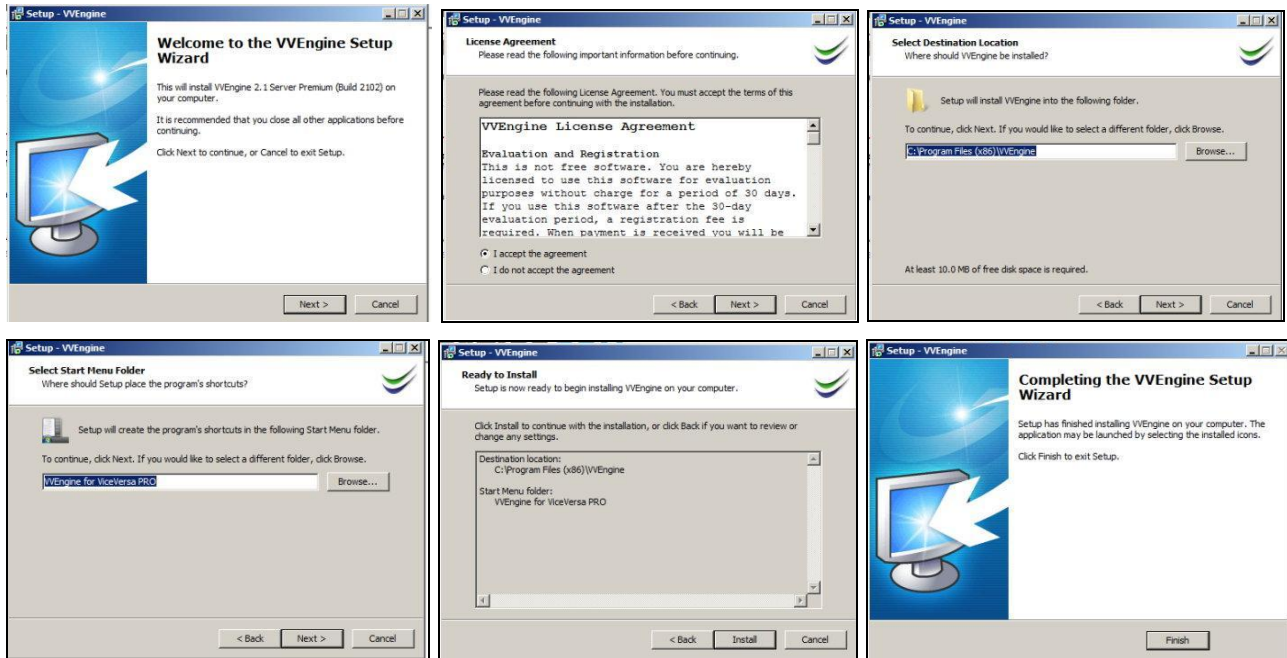 Setup - VVEngine
Welcome to the VVEngine Setup
Wizard
This will install VVEngine 2.1 Server Premium (Build 2102) on
your computer.
It is recommended that you close all other applications before
continuing.
Click Next to continue, or Cancel to exit Setup.
Next >
Cancel
Setup - VVEngine
License Agreement
Please read the following important information before continuing.
Please read the following License Agreement. You must accept the terms of this
agreement before continuing with the installation.
VVEngine License Agreement
Evaluation and Registration
This is not free software. You are hereby
licensed to use this software for evaluation
purposes without charge for a period of 30 days.
If you use this software after the 30-day
evaluation period, a registration fee is
required. When payment is received you will be
I accept the agreement
I do not accept the agreement
< Back
Next >
Cancel
Setup - VVEngine
Select Destination Location
Where should VVEngine be installed?
Setup will install VVEngine into the following folder.
To continue, click Next. If you would like to select a different folder, click Browse.
C:\Program Files (x86)\VVEngine
Browse...
At least 10.0 MB of free disk space is required.
< Back
Next >
Cancel
Setup - VVEngine
Select Start Menu Folder
Where should Setup place the program's shortcuts?
Setup will create the program's shortcuts in the following Start Menu folder.
To continue, click Next. If you would like to select a different folder, click Browse.
VVEngine for ViceVersa PRO
Browse...
< Back
Next >
Cancel
Setup - VVEngine
Ready to Install
Setup is now ready to begin installing VVEngine on your computer.
Click Install to continue with the installation, or click Back if you want to review or
change any settings.
Destination location:
C:\Program Files (x86)\VVEngine
Start Menu folder:
VVEngine for ViceVersa PRO
< Back
Install
Cancel
Setup - VVEngine
Completing the VVEngine Setup
Wizard
Setup has finished installing VVEngine on your computer. The
application may be launched by selecting the installed icons.
Click Finish to exit Setup.
Finish